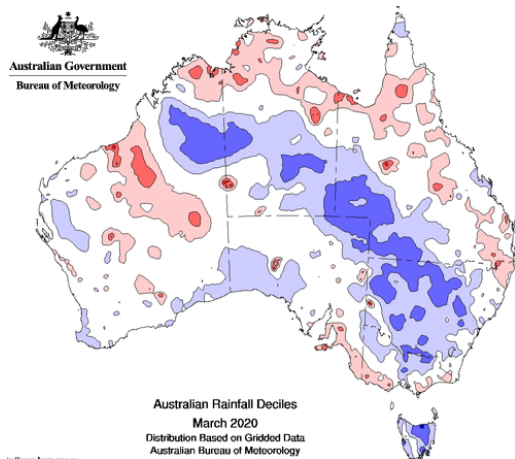 Australian Government
Bureau of Meteorology
Australian Rainfall Deciles
March 2020
Distribution Based on Gridded Data
Australian Bureau of Meteorology